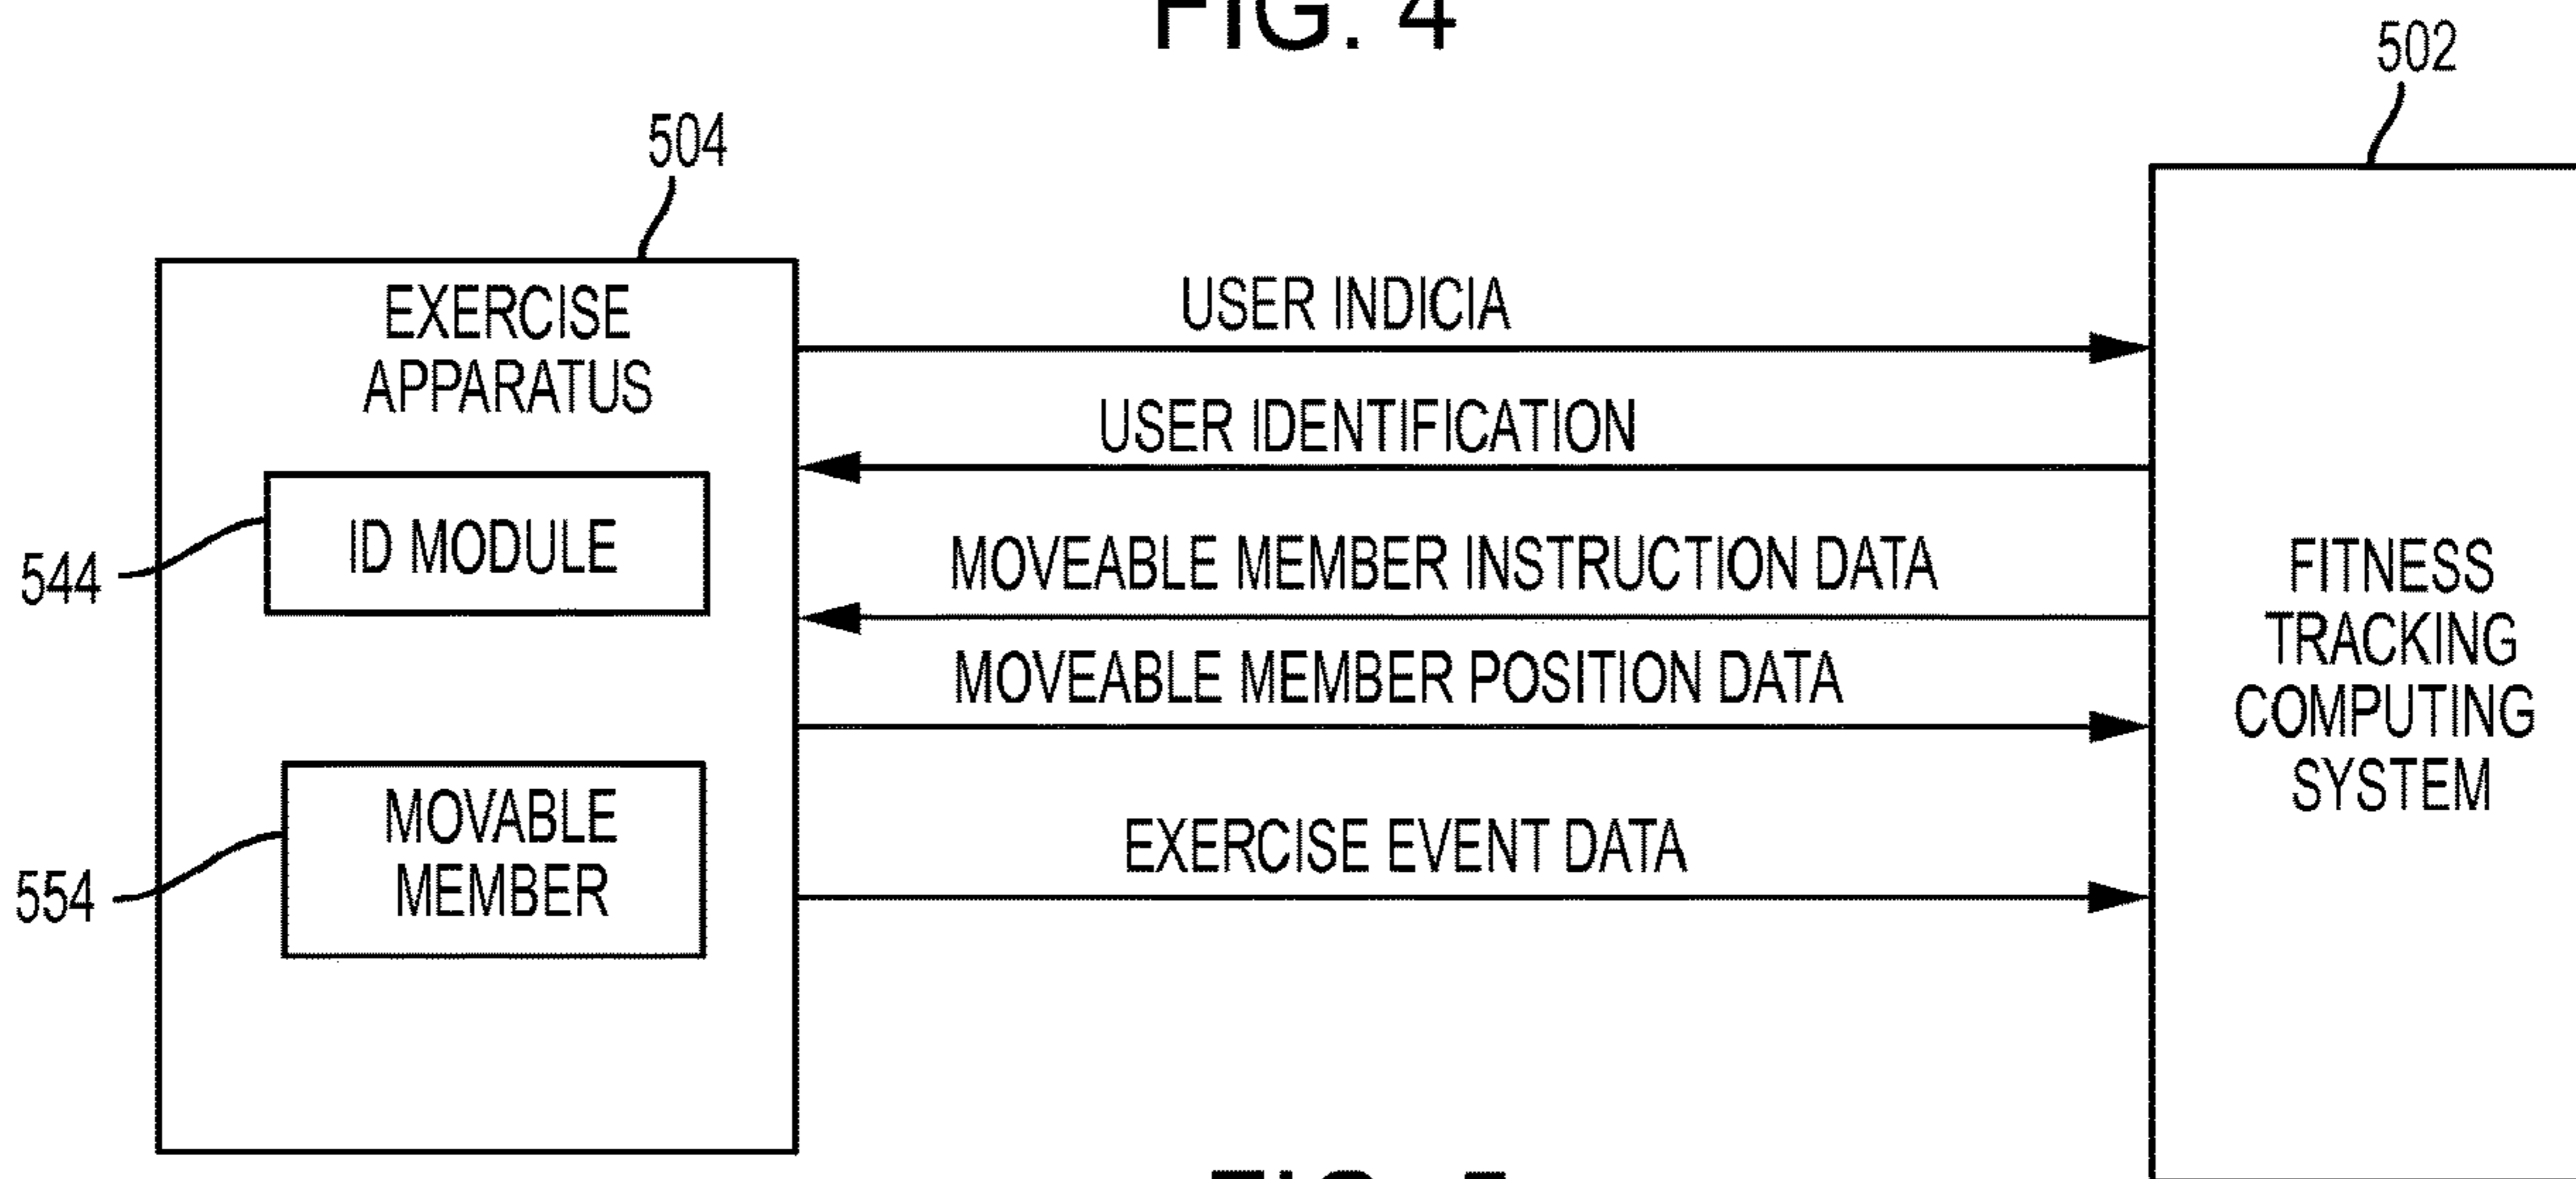 FIG. 4
502
504
EXERCISE
APPARATUS
USER INDICIA
USER IDENTIFICATION
544
ID MODULE
MOVEABLE MEMBER INSTRUCTION DATA
MOVEABLE MEMBER POSITION DATA
554
MOVABLE
MEMBER
EXERCISE EVENT DATA
FITNESS
TRACKING
COMPUTING
SYSTEM